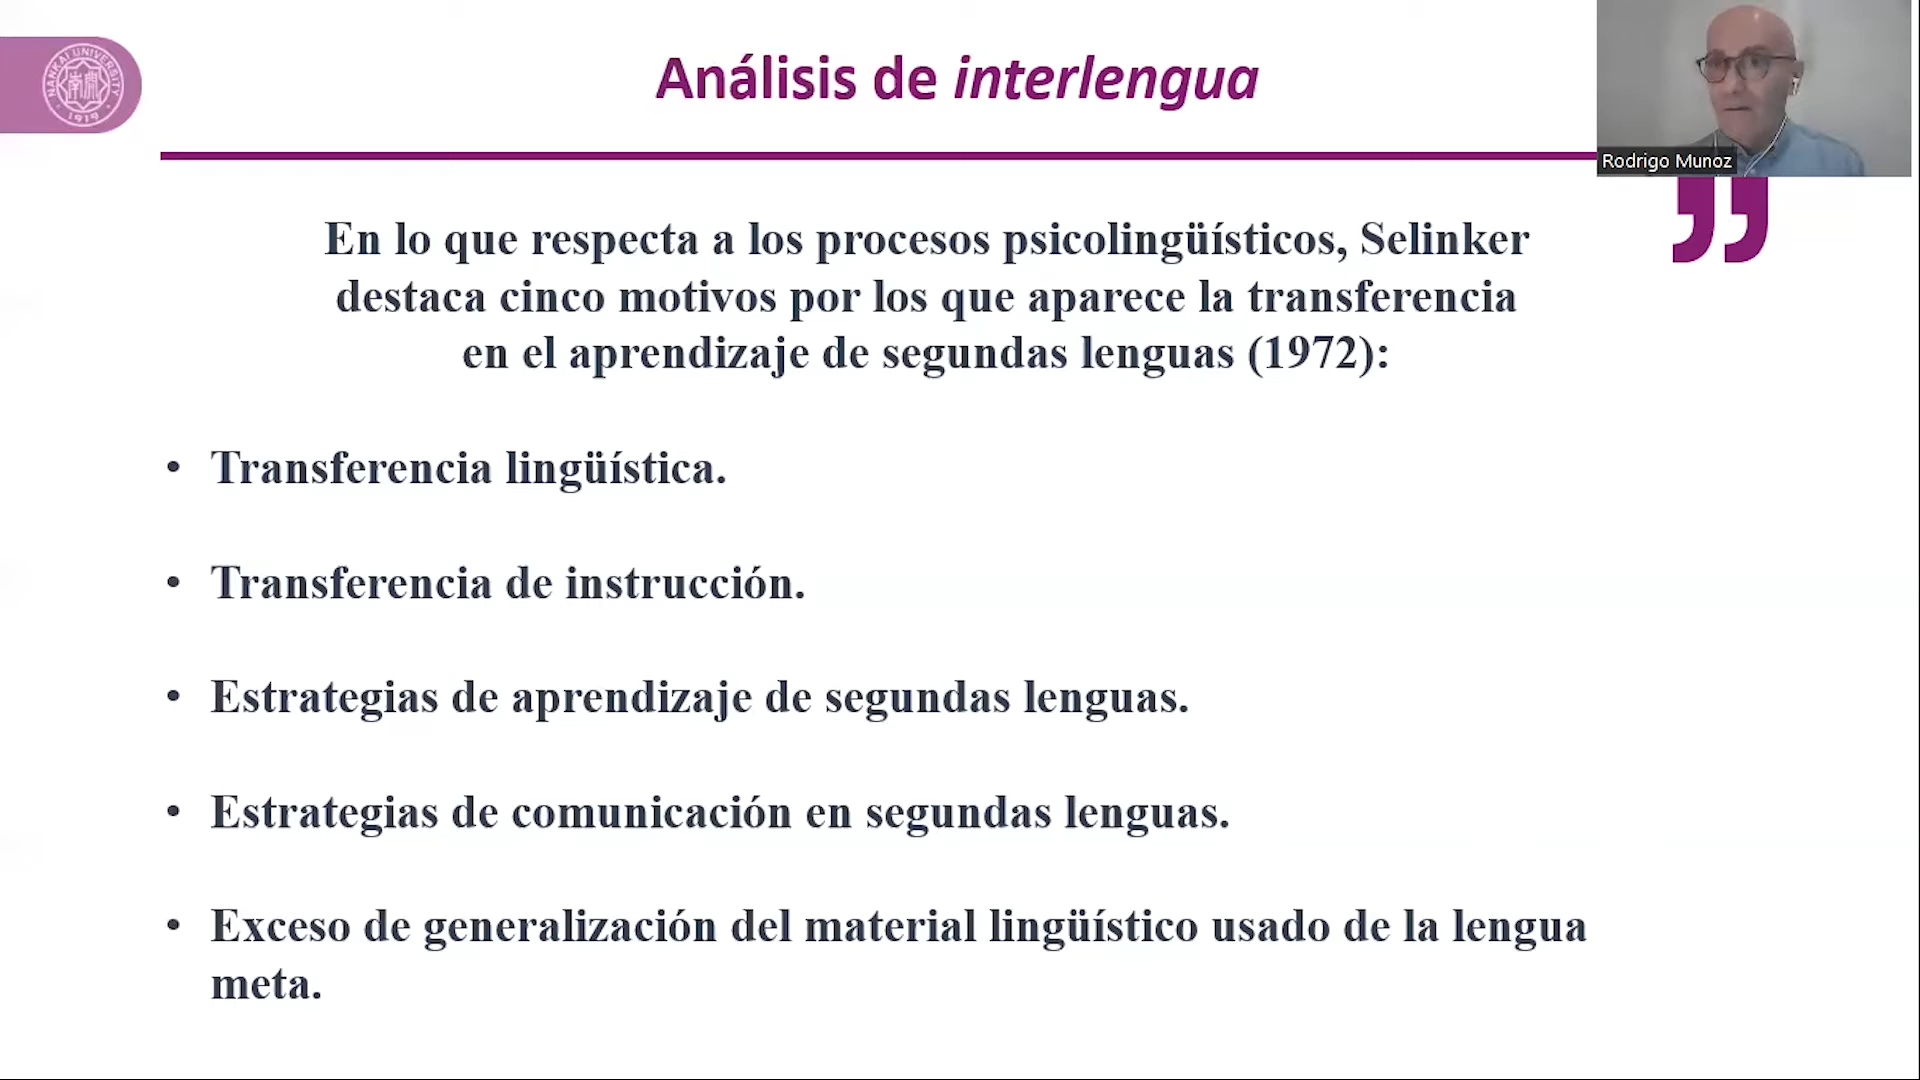 Análisis de interlengua
NANKAI UNIVERSITY
1919
Rodrigo Munoz
En lo que respecta a los procesos psicolingüísticos, Selinker
destaca cinco motivos por los que aparece la transferencia
en el aprendizaje de segundas lenguas (1972):
• Transferencia lingüística.
• Transferencia de instrucción.
• Estrategias de aprendizaje de segundas lenguas.
• Estrategias de comunicación en segundas lenguas.
• Exceso de generalización del material lingüístico usado de la lengua
meta.